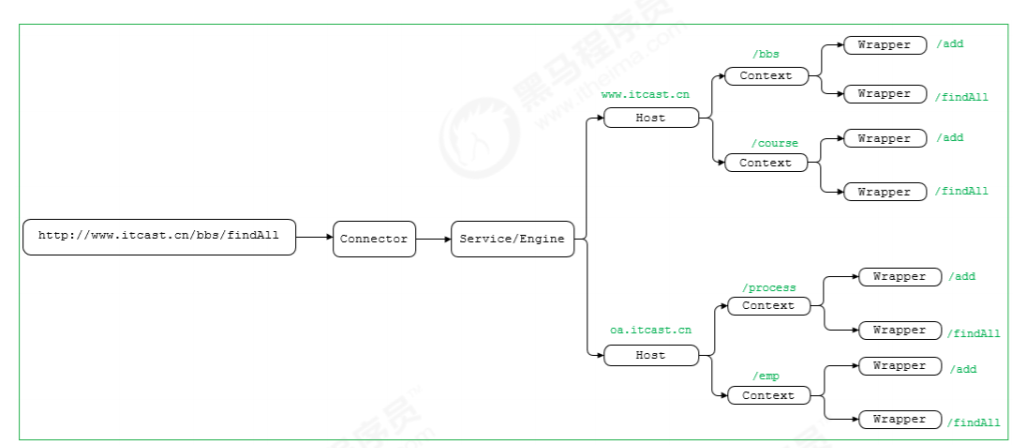 http://www.itcast.cn/bbs/findAll
Connector
Service/Engine
www.itcast.cn
Host
/bbs
Context
Wrapper /add
Wrapper /findAll
/course
Context
Wrapper /add
Wrapper /findAll
oa.itcast.cn
Host
/process
Context
Wrapper /add
Wrapper /findAll
/emp
Context
Wrapper /add
Wrapper /findAll
黑马程序员
www.itheima.com